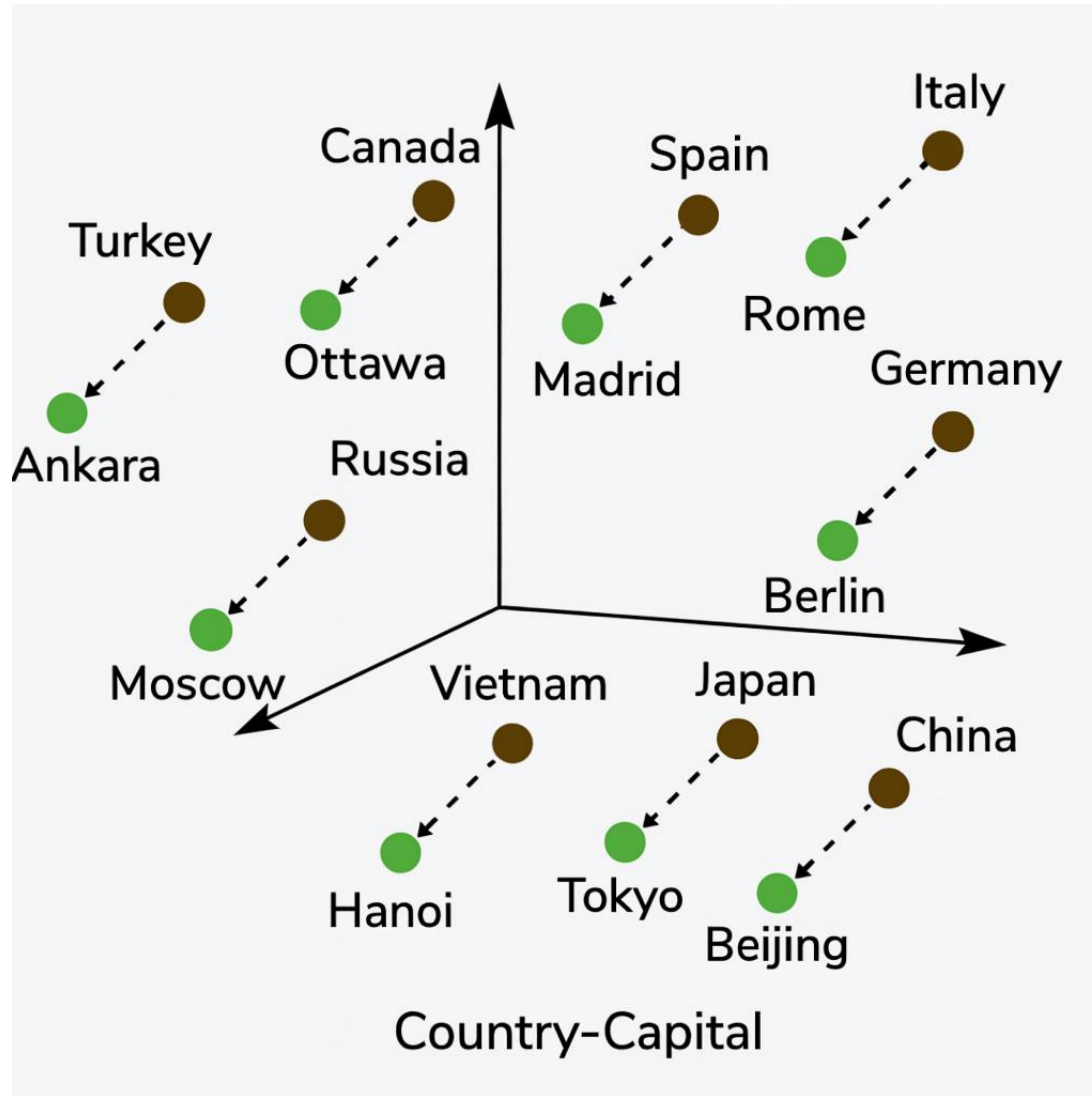 Italy
Canada
Spain
Turkey
Rome
Ottawa
Madrid
Germany
Russia
Ankara
Berlin
Moscow
Vietnam
Japan
China
Tokyo
Hanoi
Beijing
Country-Capital